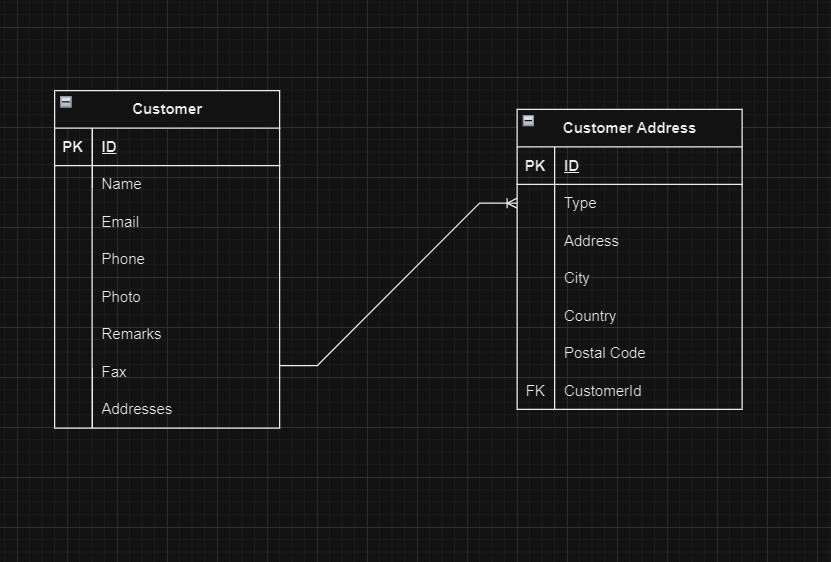 Customer
PK ID
Name
Email
Phone
Photo
Remarks
Fax
Addresses
Customer Address
PK ID
Type
Address
City
Country
Postal Code
FK CustomerId